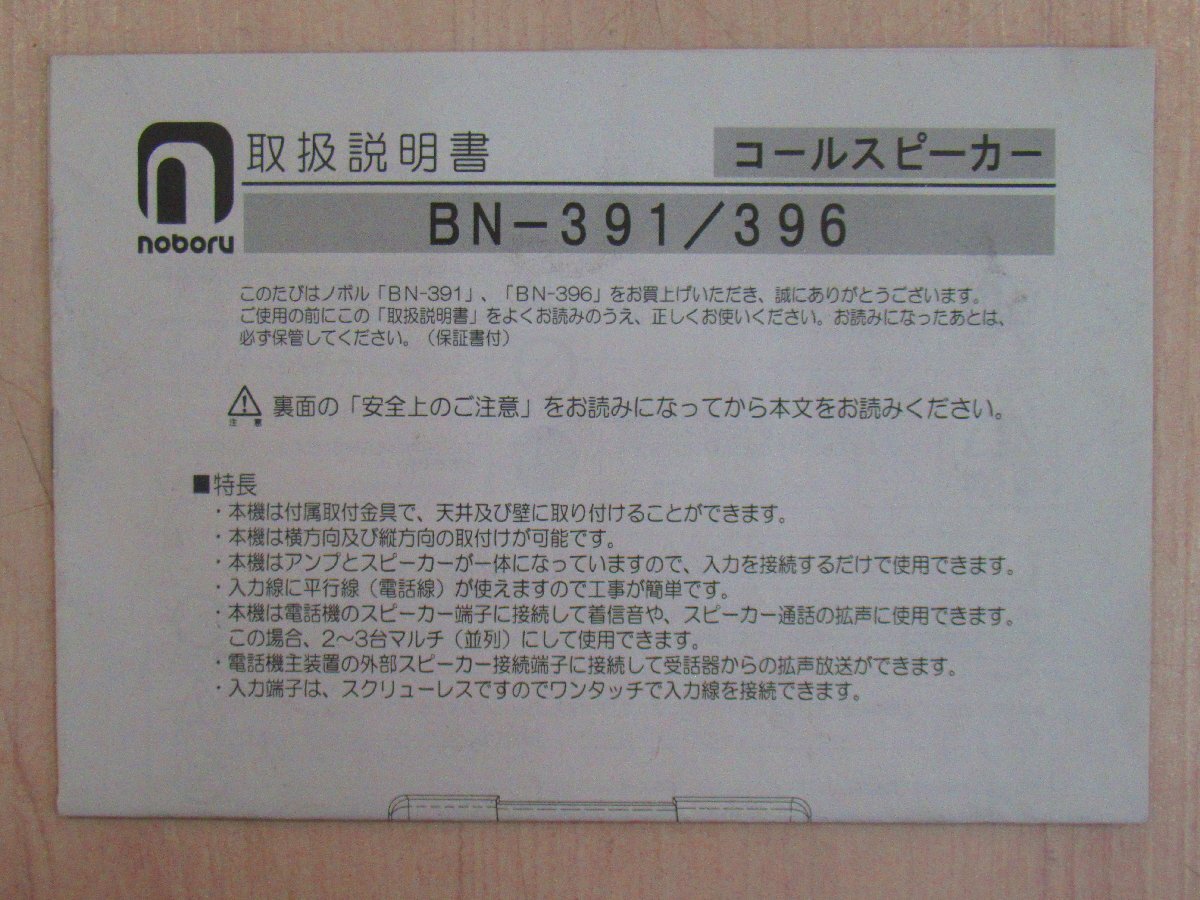 取扱説明書
コールスピーカー
noboru
BN-391／396
このたびはノボル「BN-391」、「BN-396」をお買上げいただき、誠にありがとうございます。
ご使用の前にこの「取扱説明書」をよくお読みのうえ、正しくお使いください。お読みになったあとは、
必ず保管してください。（保証書付）
注意 裏面の「安全上のご注意」をお読みになってから本文をお読みください。
■特長
・本機は付属取付金具で、天井及び壁に取り付けることができます。
・本機は横方向及び縦方向の取付けが可能です。
・本機はアンプとスピーカーが一体になっていますので、入力を接続するだけで使用できます。
・入力線に平行線（電話線）が使えますので工事が簡単です。
・本機は電話機のスピーカー端子に接続して着信音や、スピーカー通話の拡声に使用できます。
この場合、2～3台マルチ（並列）にして使用できます。
・電話機主装置の外部スピーカー接続端子に接続して受話器からの拡声放送ができます。
・入力端子は、スクリューレスですのでワンタッチで入力線を接続できます。